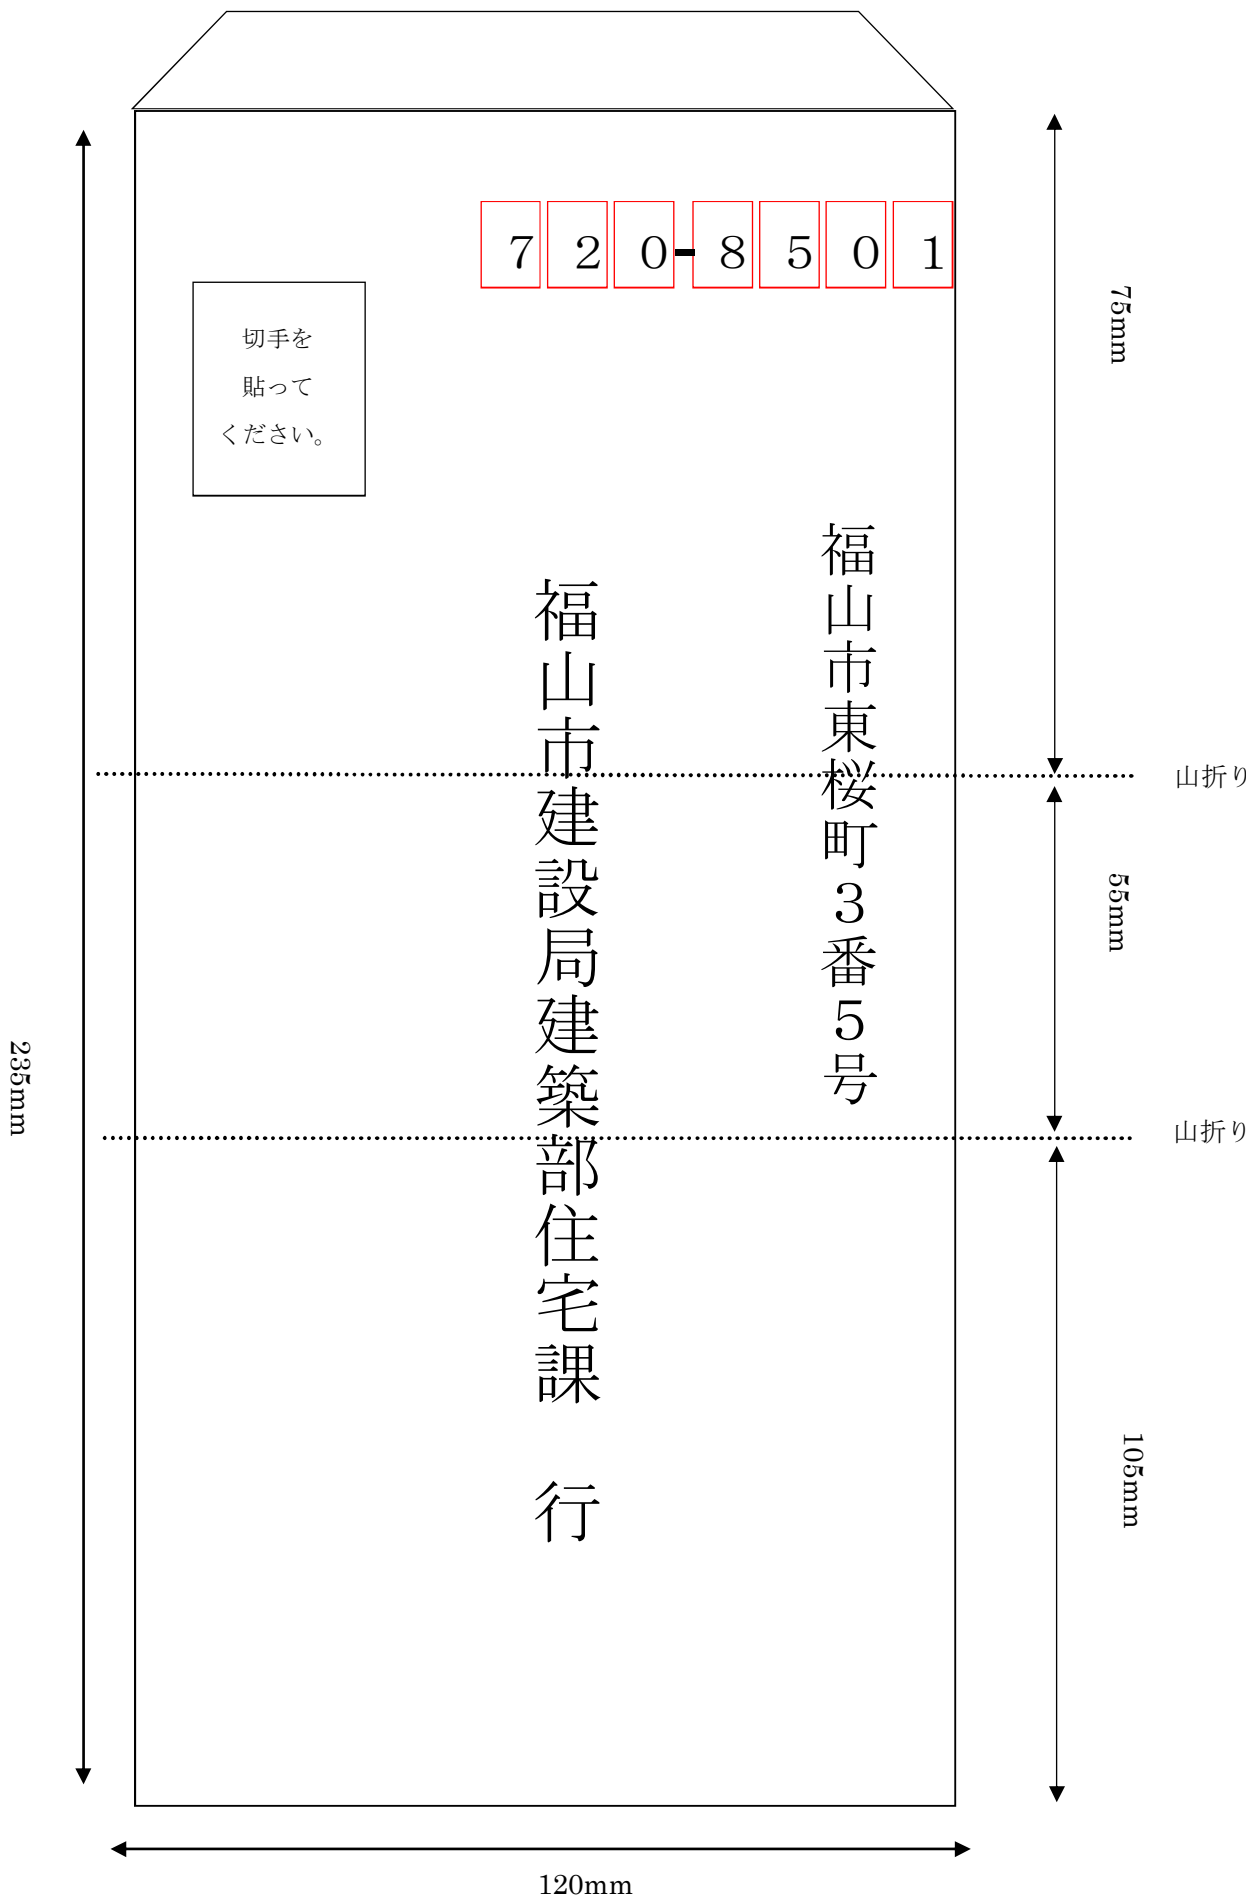 720-8501
切手を
貼って
ください。
福山市東桜町3番5号
福山市建設局建築部住宅課　行
75mm
山折り
55mm
山折り
105mm
235mm
120mm